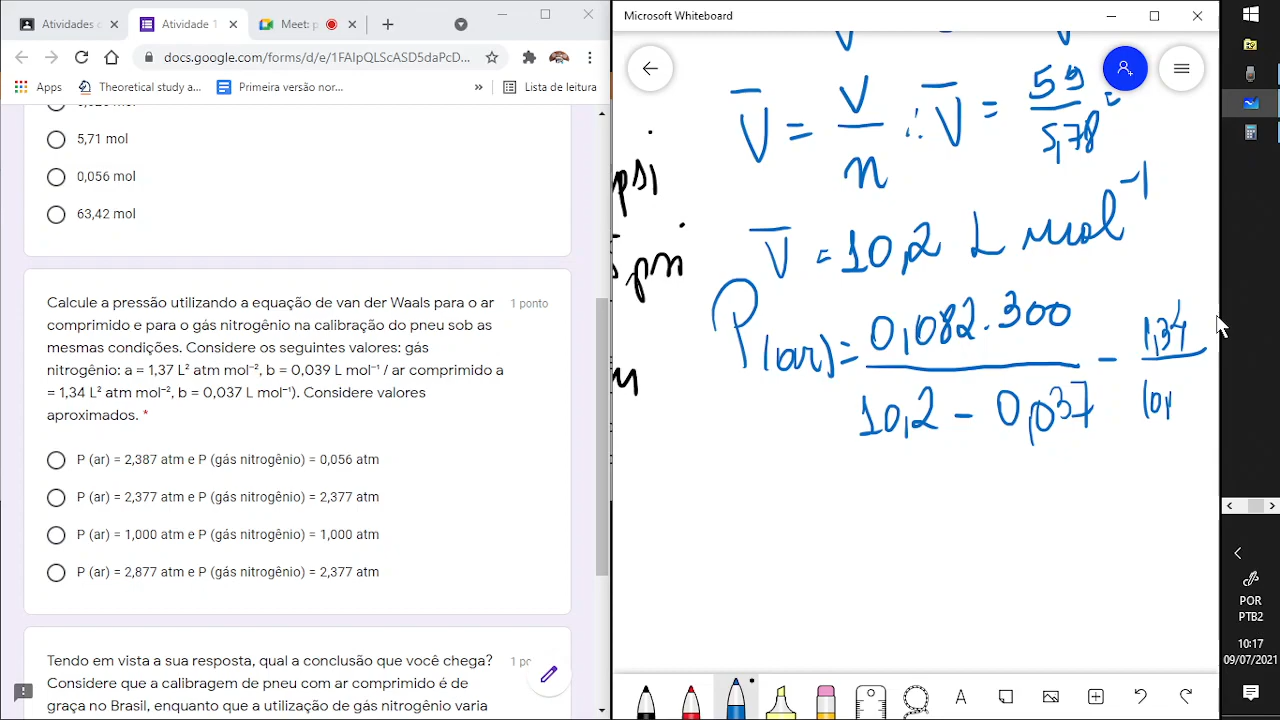 Atividades d
Atividade 1
Meet: p
docs.google.com/forms/d/e/1FAIpQLScASD5daPcD...
Apps
Theoretical study a...
Primeira versão nor...
»
Lista de leitura
5,71 mol
0,056 mol
63,42 mol
Calcule a pressão utilizando a equação de van der Waals para o ar
comprimido e para o gás nitrogênio na calibração do pneu sob as
mesmas condições. Considere o seguintes valores: gás
nitrogênio a = 1,37 L² atm mol⁻², b = 0,039 L mol⁻¹ / ar comprimido a
= 1,34 L² atm mol⁻², b = 0,037 L mol⁻¹). Considere valores
aproximados. *
1 ponto
P (ar) = 2,387 atm e P (gás nitrogênio) = 0,056 atm
P (ar) = 2,377 atm e P (gás nitrogênio) = 2,377 atm
P (ar) = 1,000 atm e P (gás nitrogênio) = 1,000 atm
P (ar) = 2,877 atm e P (gás nitrogênio) = 2,377 atm
Tendo em vista a sua resposta, qual a conclusão que você chega?
Considere que a calibragem de pneu com ar comprimido é de
graça no Brasil, enquanto que a utilização de gás nitrogênio varia
Microsoft Whiteboard
V̅ = V / n ∴ V̅ = 59 / 5,78 =
psi
psi
V̅ = 10,2 L mol⁻¹
P(ar) = 0,082.300 / 10,2 - 0,037 - 1,34 / 10,
POR
PTB2
10:17
09/07/2021